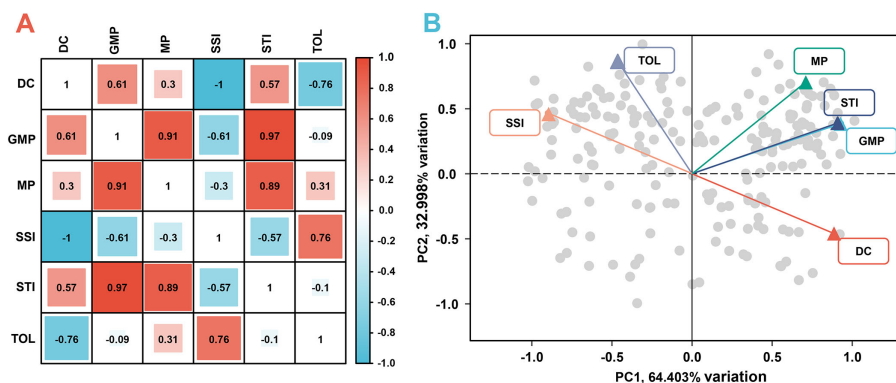 A
DC GMP MP SSI STI TOL
DC 1 0.61 0.3 -1 0.57 -0.76
GMP 0.61 1 0.91 -0.61 0.97 -0.09
MP 0.3 0.91 1 -0.3 0.89 0.31
SSI -1 -0.61 -0.3 1 -0.57 0.76
STI 0.57 0.97 0.89 -0.57 1 -0.1
TOL -0.76 -0.09 0.31 0.76 -0.1 1
1.0
0.8
0.6
0.4
0.2
0.0
-0.2
-0.4
-0.6
-0.8
-1.0
B
PC2, 32.998% variation
1.0
0.5
0.0
-0.5
-1.0
TOL
MP
STI
SSI
GMP
DC
-1.0 -0.5 0.0 0.5 1.0
PC1, 64.403% variation